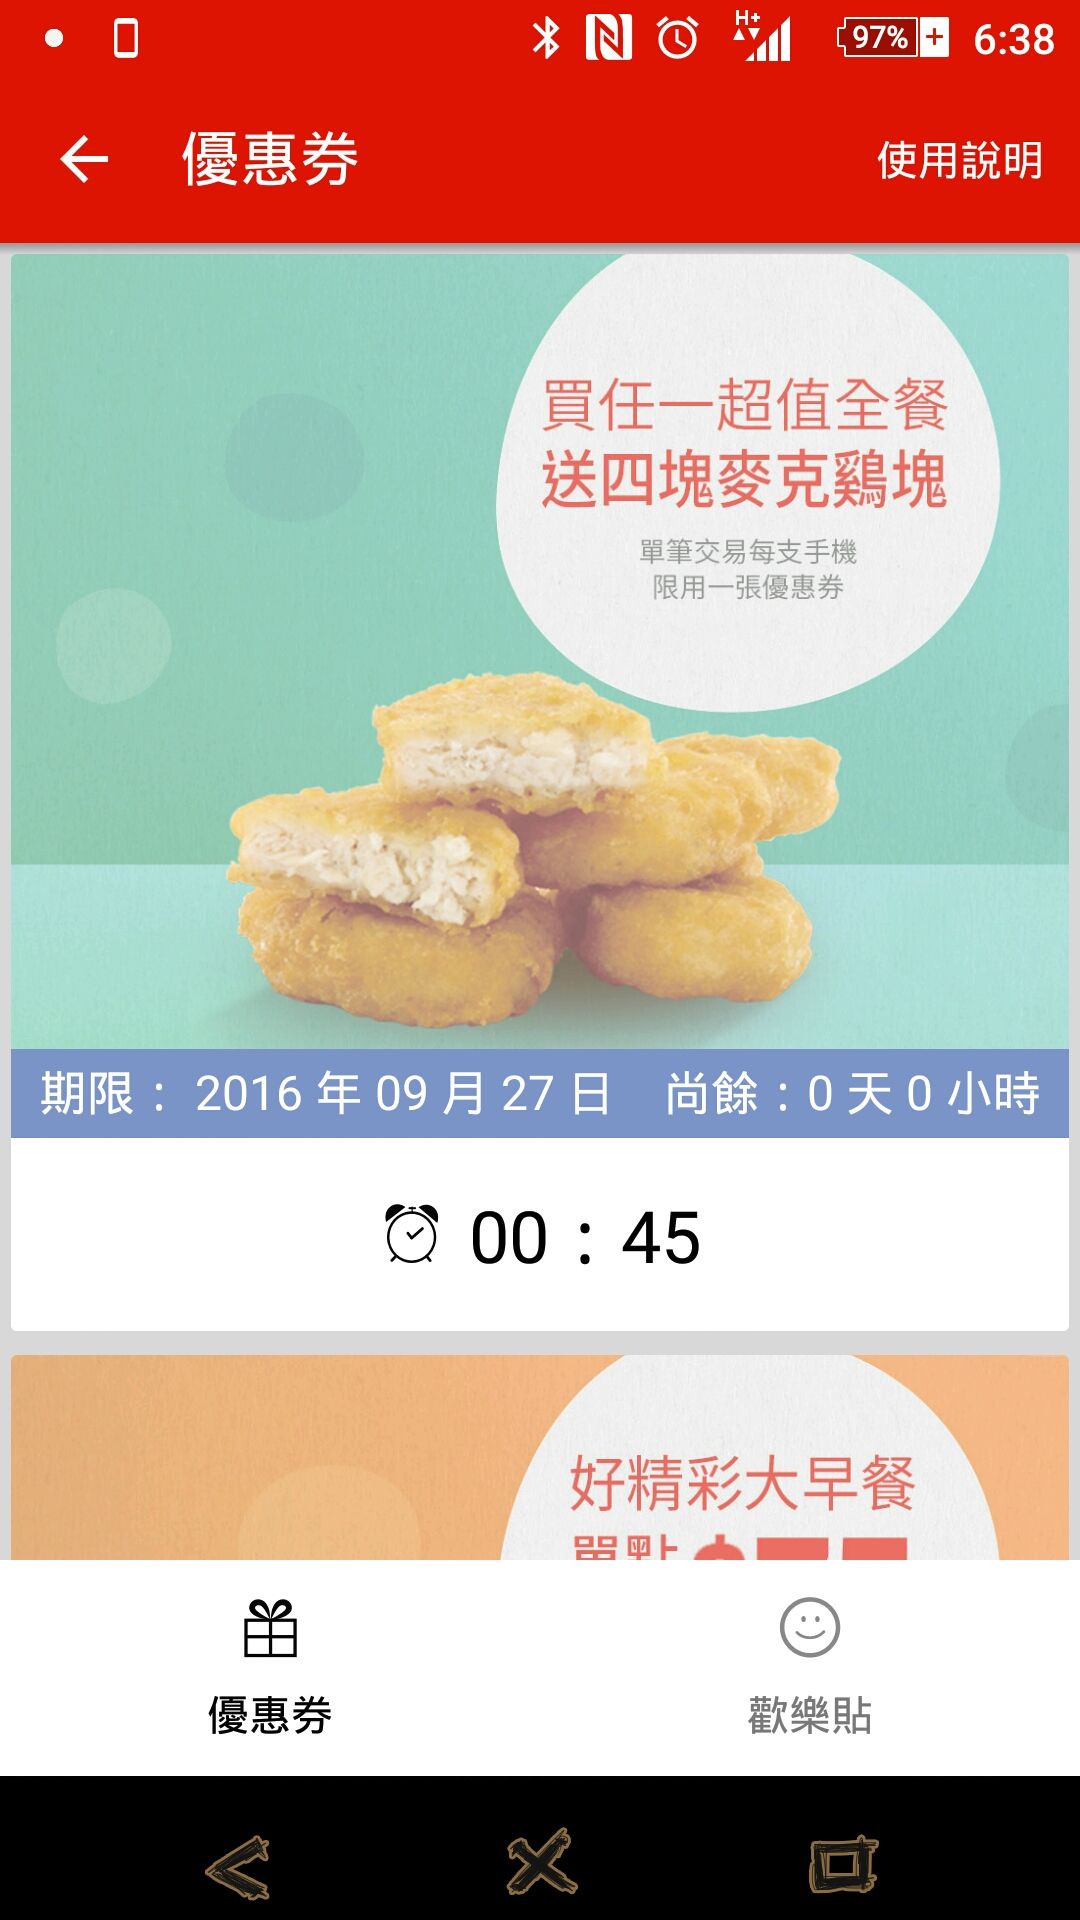 H+
97%
6:38
優惠券
使用說明
買任一超值全餐
送四塊麥克鷄塊
單筆交易每支手機
限用一張優惠券
期限： 2016 年 09 月 27 日 尚餘：0 天 0 小時
00 : 45
好精彩大早餐
單點
優惠券
歡樂貼